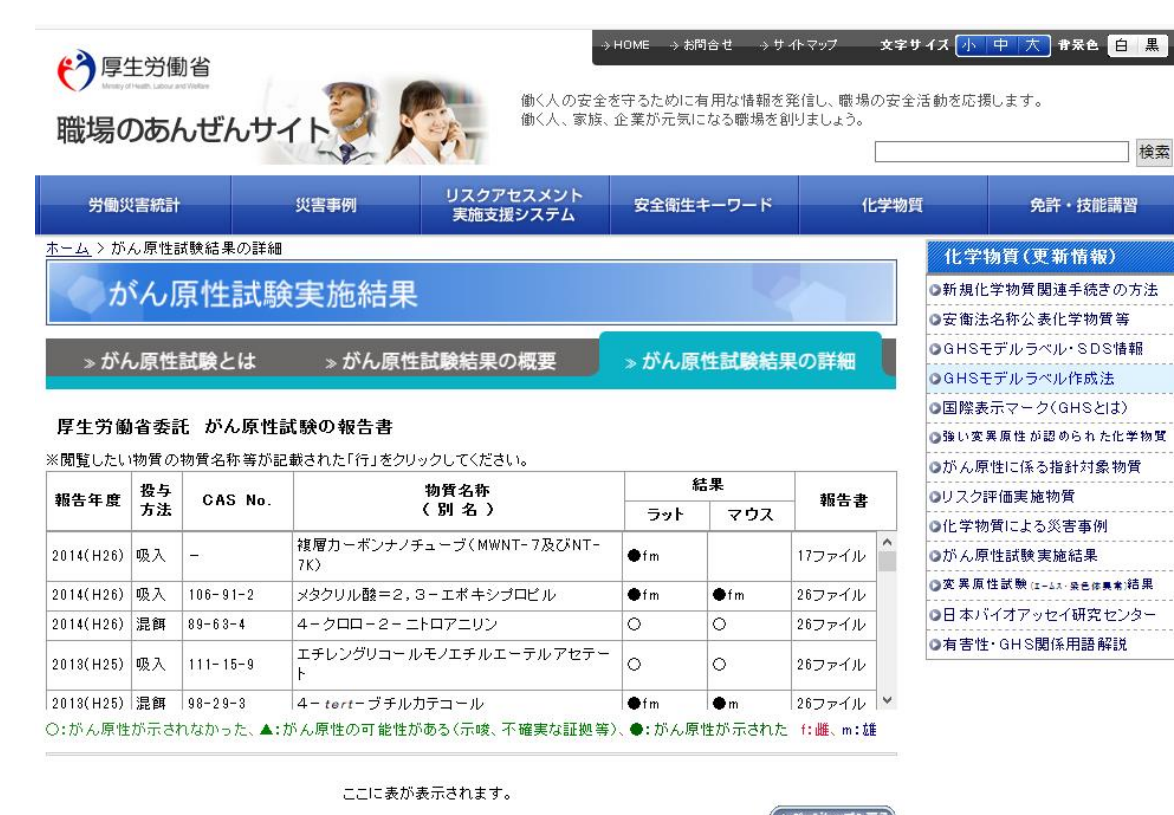 →HOME →お問合せ →サイトマップ 文字サイズ 小 中 大 背景色 白 黒
厚生労働省
Ministry of Health, Labour and Welfare
職場のあんぜんサイト
働く人の安全を守るために有用な情報を発信し、職場の安全活動を応援します。
働く人、家族、企業が元気になる職場を創りましょう。
検索
労働災害統計
災害事例
リスクアセスメント
実施支援システム
安全衛生キーワード
化学物質
免許・技能講習
ホーム > がん原性試験結果の詳細
がん原性試験実施結果
» がん原性試験とは
» がん原性試験結果の概要
» がん原性試験結果の詳細
厚生労働省委託 がん原性試験の報告書
※閲覧したい物質の物質名称等が記載された「行」をクリックしてください。
報告年度 投与方法 CAS No. 物質名称(別名) 結果 ラット マウス 報告書
2014(H26) 吸入 − 複層カーボンナノチューブ(MWNT-7及びNT-
7K) ●fm 17ファイル
2014(H26) 吸入 106-91-2 メタクリル酸=2,3-エポキシプロピル ●fm ●fm 26ファイル
2014(H26) 混餌 89-63-4 4-クロロ-2-ニトロアニリン ○ ○ 26ファイル
2013(H25) 吸入 111-15-9 エチレングリコールモノエチルエーテルアセテー
ト ○ ○ 26ファイル
2013(H25) 混餌 98-29-3 4-tert-ブチルカテコール ●fm ●m 26ファイル
○:がん原性が示されなかった、▲:がん原性の可能性がある(示唆、不確実な証拠等)、●:がん原性が示された f:雌、m:雄
ここに表が表示されます。
化学物質(更新情報)
新規化学物質関連手続きの方法
安衛法名称公表化学物質等
GHSモデルラベル・SDS情報
GHSモデルラベル作成法
国際表示マーク(GHSとは)
強い変異原性が認められた化学物質
がん原性に係る指針対象物質
リスク評価実施物質
化学物質による災害事例
がん原性試験実施結果
変異原性試験(エームス・染色体異常)結果
日本バイオアッセイ研究センター
有害性・GHS関係用語解説